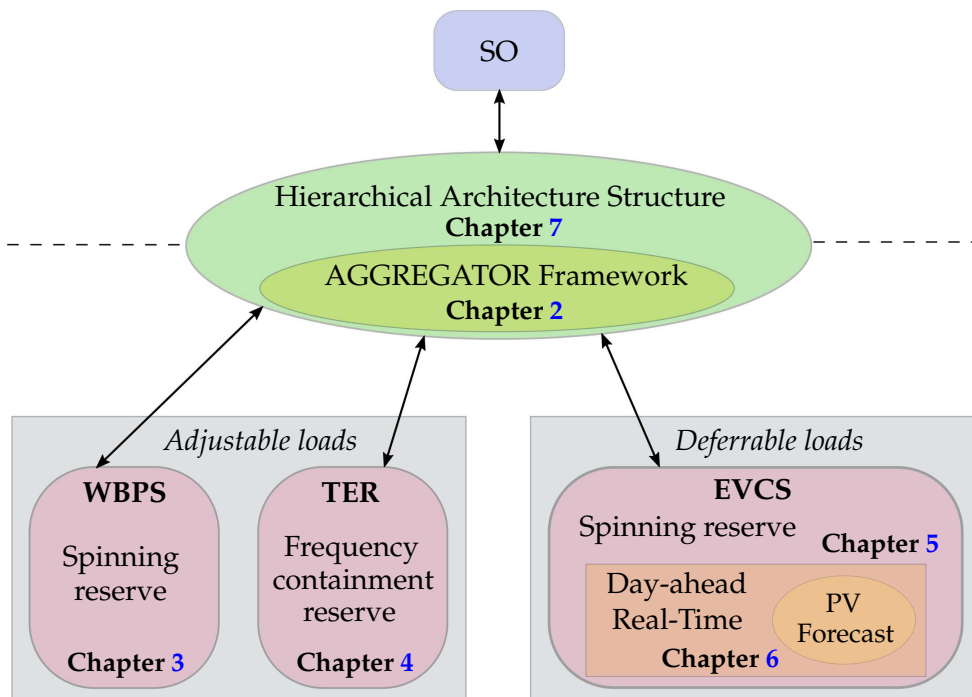 SO
Hierarchical Architecture Structure
Chapter 7
AGGREGATOR Framework
Chapter 2
Adjustable loads
WBPS
Spinning
reserve
Chapter 3
TER
Frequency
containment
reserve
Chapter 4
Deferrable loads
EVCS
Spinning reserve
Chapter 5
Day-ahead
Real-Time
Chapter 6
PV
Forecast